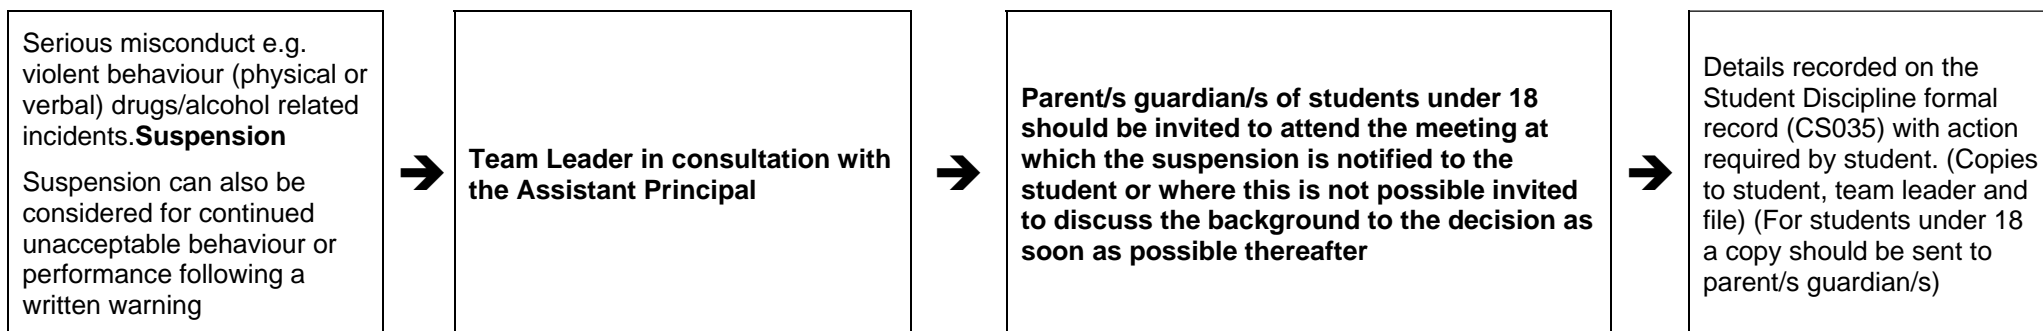 Serious misconduct e.g.
violent behaviour (physical or
verbal) drugs/alcohol related
incidents.Suspension
Suspension can also be
considered for continued
unacceptable behaviour or
performance following a
written warning
Team Leader in consultation with
the Assistant Principal
Parent/s guardian/s of students under 18
should be invited to attend the meeting at
which the suspension is notified to the
student or where this is not possible invited
to discuss the background to the decision as
soon as possible thereafter
Details recorded on the
Student Discipline formal
record (CS035) with action
required by student. (Copies
to student, team leader and
file) (For students under 18
a copy should be sent to
parent/s guardian/s)